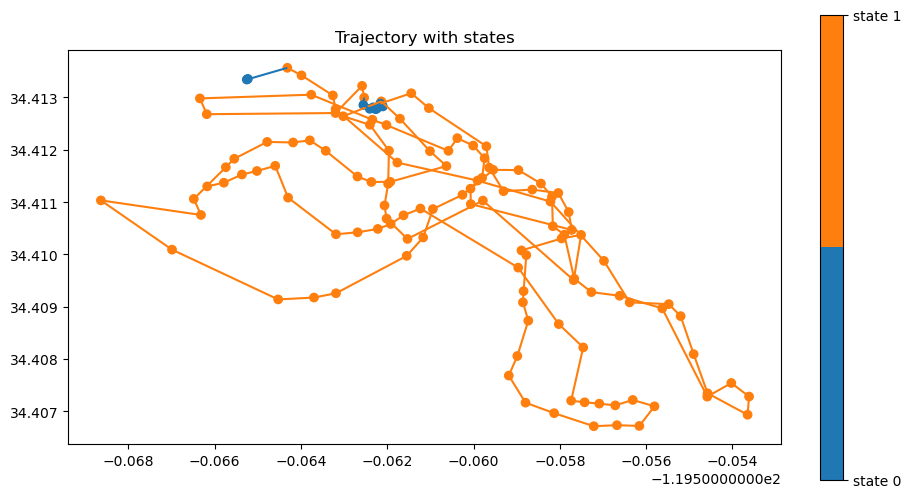 Trajectory with states
state 1
34.413
34.412
34.411
34.410
34.409
34.408
34.407
state 0
−0.068 −0.066 −0.064 −0.062 −0.060 −0.058 −0.056 −0.054
−1.1950000000e2